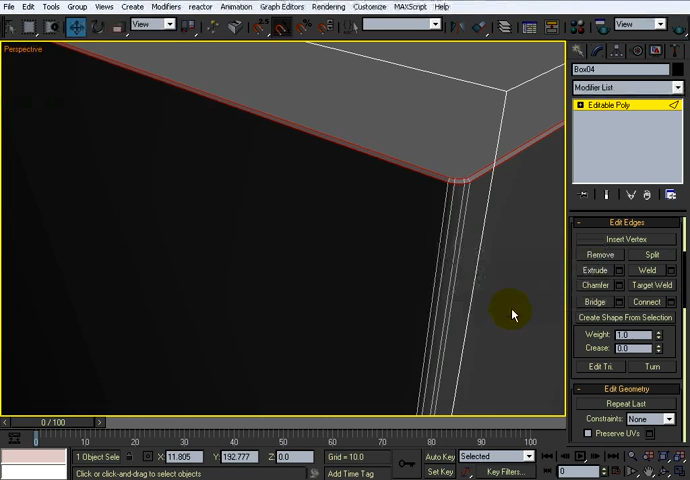 File Edit Tools Group Views Create Modifiers reactor Animation Graph Editors Rendering Customize MAXScript Help
View 2.5 View
Perspective
Box04
Modifier List
Editable Poly
- Edit Edges
Insert Vertex
Remove Split
Extrude Weld
Chamfer Target Weld
Bridge Connect
Create Shape From Selection
Weight: 1.0
Crease: 0.0
Edit Tri. Turn
- Edit Geometry
Repeat Last
Constraints: None
Preserve UVs
< 0 / 100 >
0 10 20 30 40 50 60 70 80 90 100
1 Object Sele X: 11.805 Y: 192.777 Z: 0.0 Grid = 10.0 Auto Key Selected
Click or click-and-drag to select objects Add Time Tag Set Key Key Filters... 0